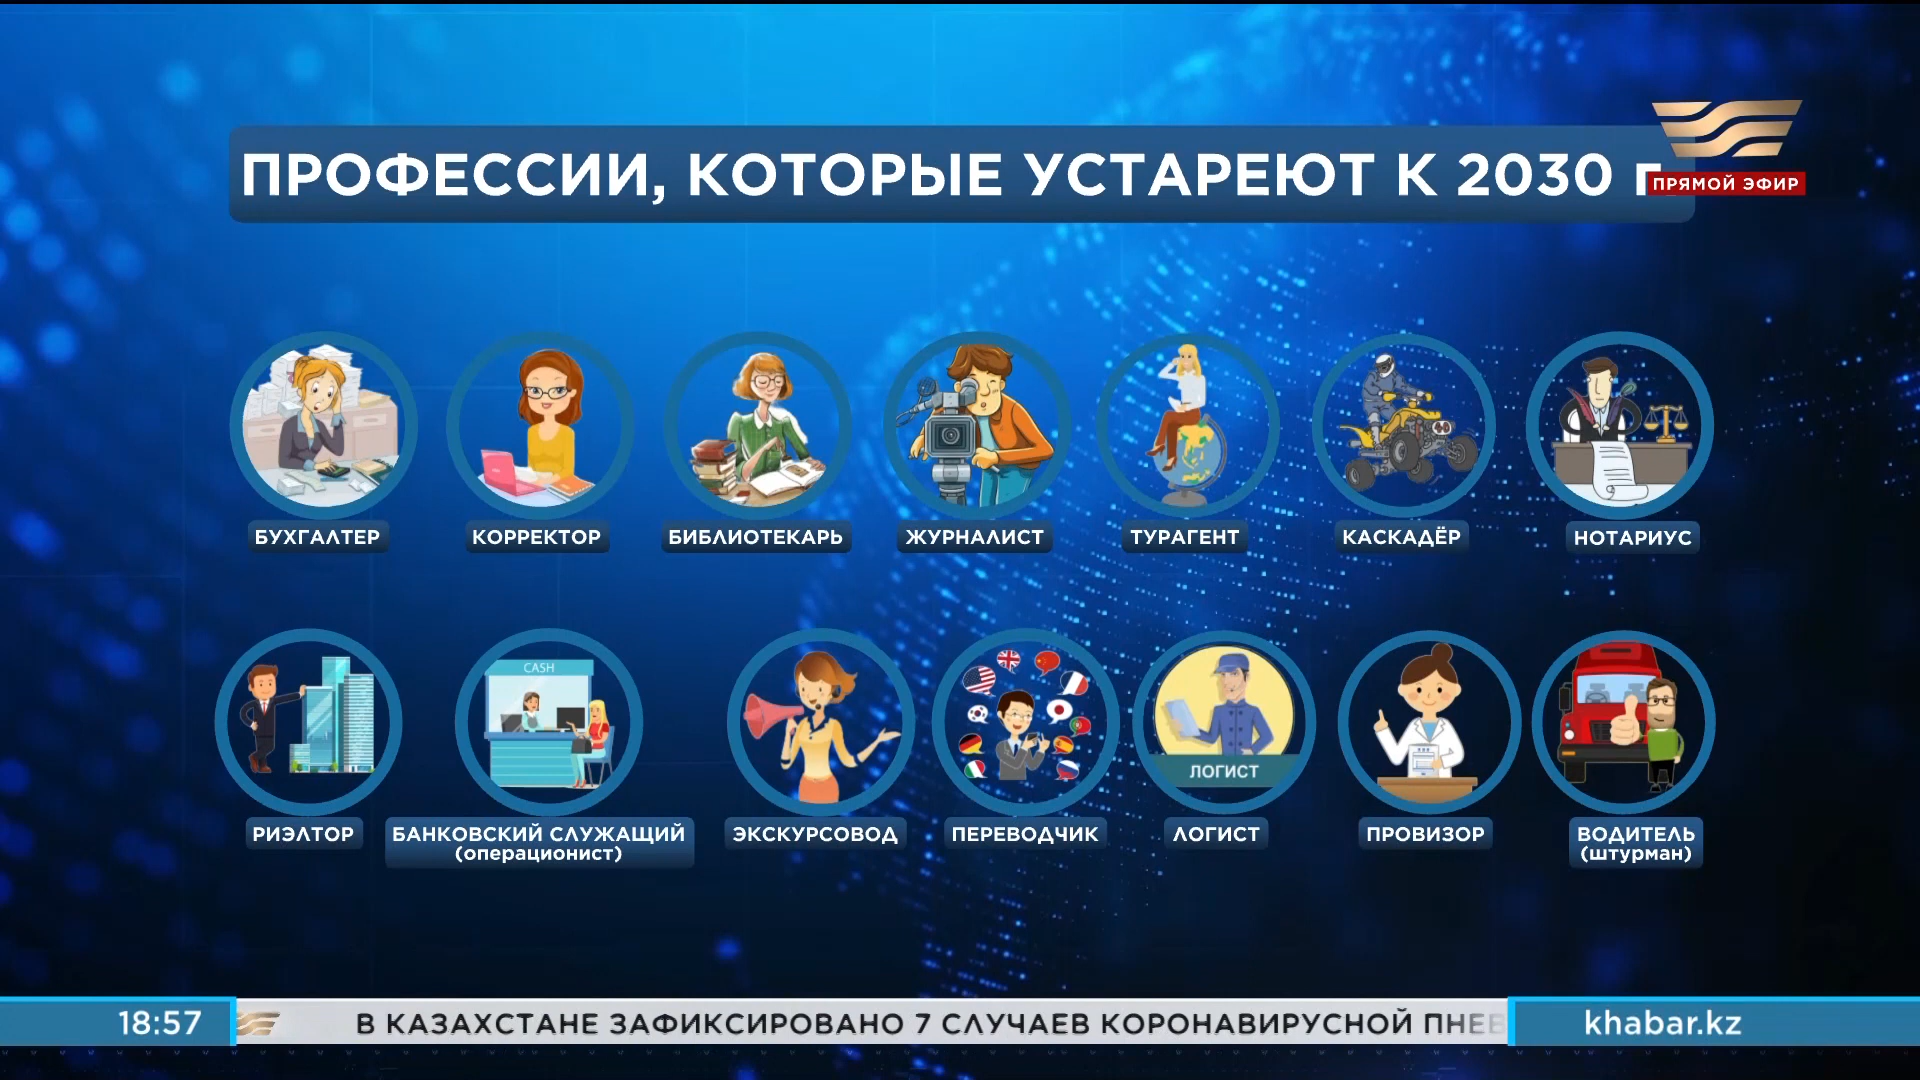 ПРОФЕССИИ, КОТОРЫЕ УСТАРЕЮТ К 2030 г.
ПРЯМОЙ ЭФИР
БУХГАЛТЕР
КОРРЕКТОР
БИБЛИОТЕКАРЬ
ЖУРНАЛИСТ
ТУРАГЕНТ
КАСКАДЁР
НОТАРИУС
CASH
ЛОГИСТ
РИЭЛТОР
БАНКОВСКИЙ СЛУЖАЩИЙ
(операционист)
ЭКСКУРСОВОД
ПЕРЕВОДЧИК
ЛОГИСТ
ПРОВИЗОР
ВОДИТЕЛЬ
(штурман)
18:57
В КАЗАХСТАНЕ ЗАФИКСИРОВАНО 7 СЛУЧАЕВ КОРОНАВИРУСНОЙ ПНЕВ
khabar.kz